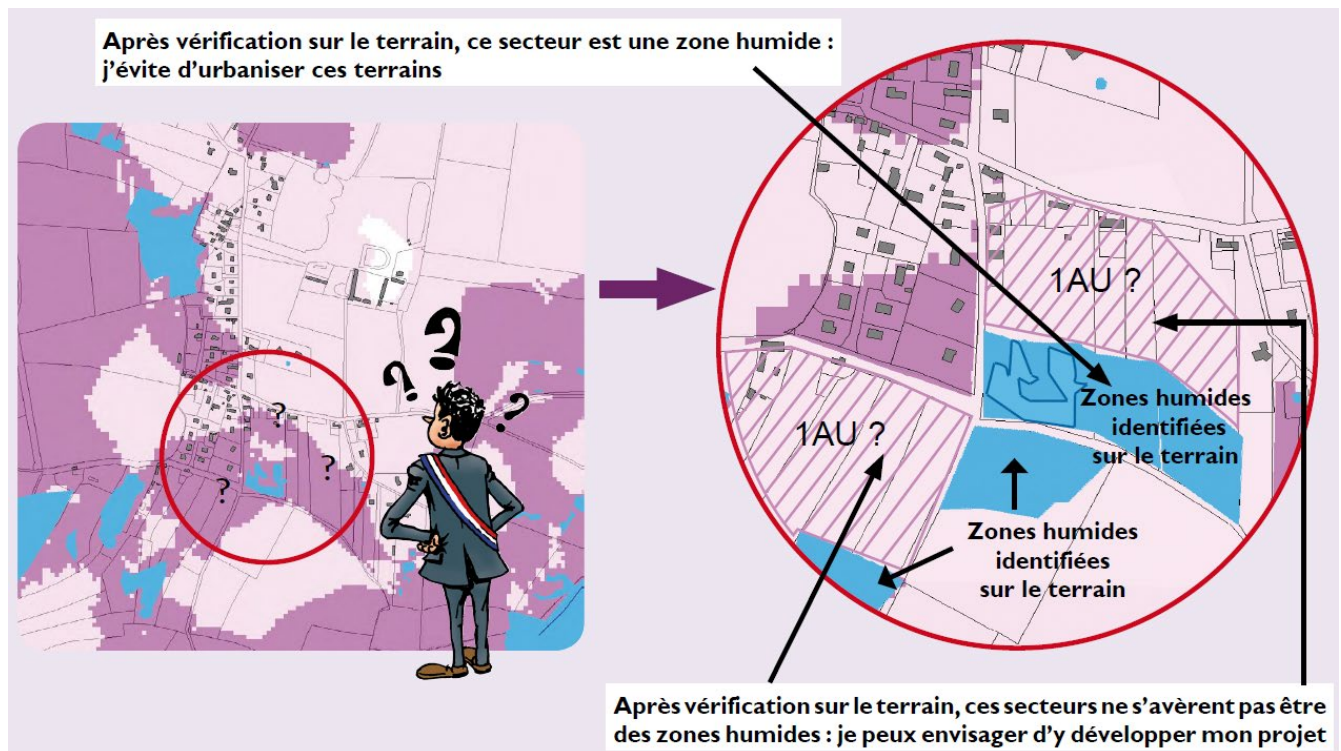 Après vérification sur le terrain, ce secteur est une zone humide :
j'évite d'urbaniser ces terrains
?
?
?
?
?
?
1AU ?
1AU ?
Zones humides
identifiées
sur le terrain
Zones humides
identifiées
sur le terrain
Après vérification sur le terrain, ces secteurs ne s'avèrent pas être
des zones humides : je peux envisager d'y développer mon projet